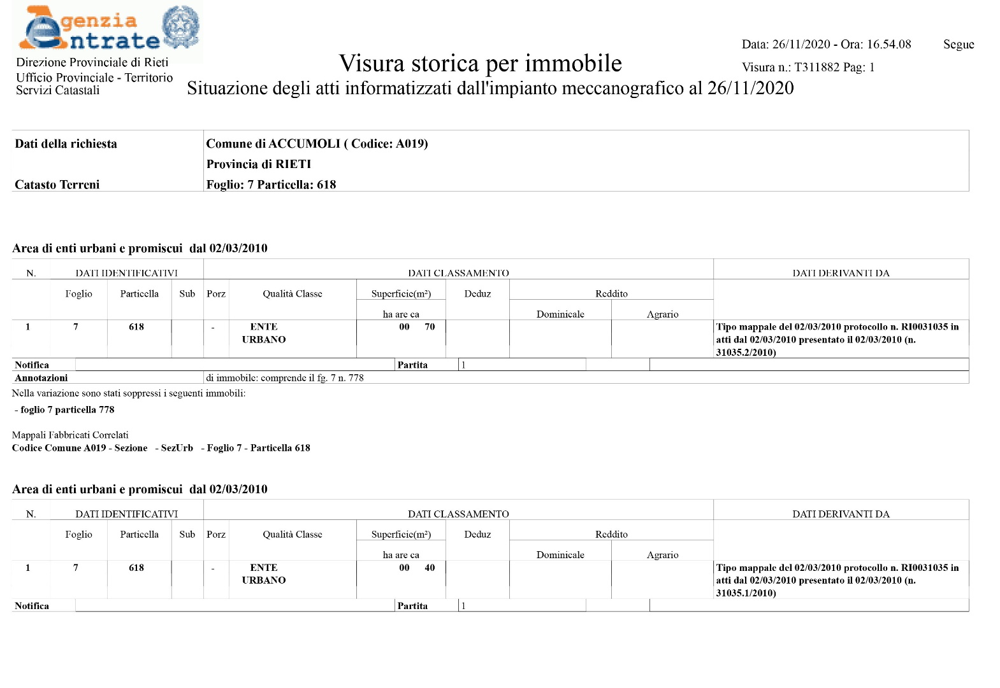 Agenzia
Entrate
Direzione Provinciale di Rieti
Ufficio Provinciale - Territorio
Servizi Catastali
Visura storica per immobile
Situazione degli atti informatizzati dall'impianto meccanografico al 26/11/2020
Data: 26/11/2020 - Ora: 16.54.08 Segue
Visura n.: T311882 Pag: 1
Dati della richiesta Comune di ACCUMOLI ( Codice: A019)
Provincia di RIETI
Catasto Terreni Foglio: 7 Particella: 618
Area di enti urbani e promiscui dal 02/03/2010
N. DATI IDENTIFICATIVI DATI CLASSAMENTO DATI DERIVANTI DA
Foglio Particella Sub Porz Qualità Classe Superficie(m²) Deduz Reddito
ha are ca Dominicale Agrario
1 7 618 - ENTE 00 70 Tipo mappale del 02/03/2010 protocollo n. RI0031035 in
URBANO atti dal 02/03/2010 presentato il 02/03/2010 (n.
31035.2/2010)
Notifica Partita 1
Annotazioni di immobile: comprende il fg. 7 n. 778
Nella variazione sono stati soppressi i seguenti immobili:
- foglio 7 particella 778
Mappali Fabbricati Correlati
Codice Comune A019 - Sezione - SezUrb - Foglio 7 - Particella 618
Area di enti urbani e promiscui dal 02/03/2010
N. DATI IDENTIFICATIVI DATI CLASSAMENTO DATI DERIVANTI DA
Foglio Particella Sub Porz Qualità Classe Superficie(m²) Deduz Reddito
ha are ca Dominicale Agrario
1 7 618 - ENTE 00 40 Tipo mappale del 02/03/2010 protocollo n. RI0031035 in
URBANO atti dal 02/03/2010 presentato il 02/03/2010 (n.
31035.1/2010)
Notifica Partita 1